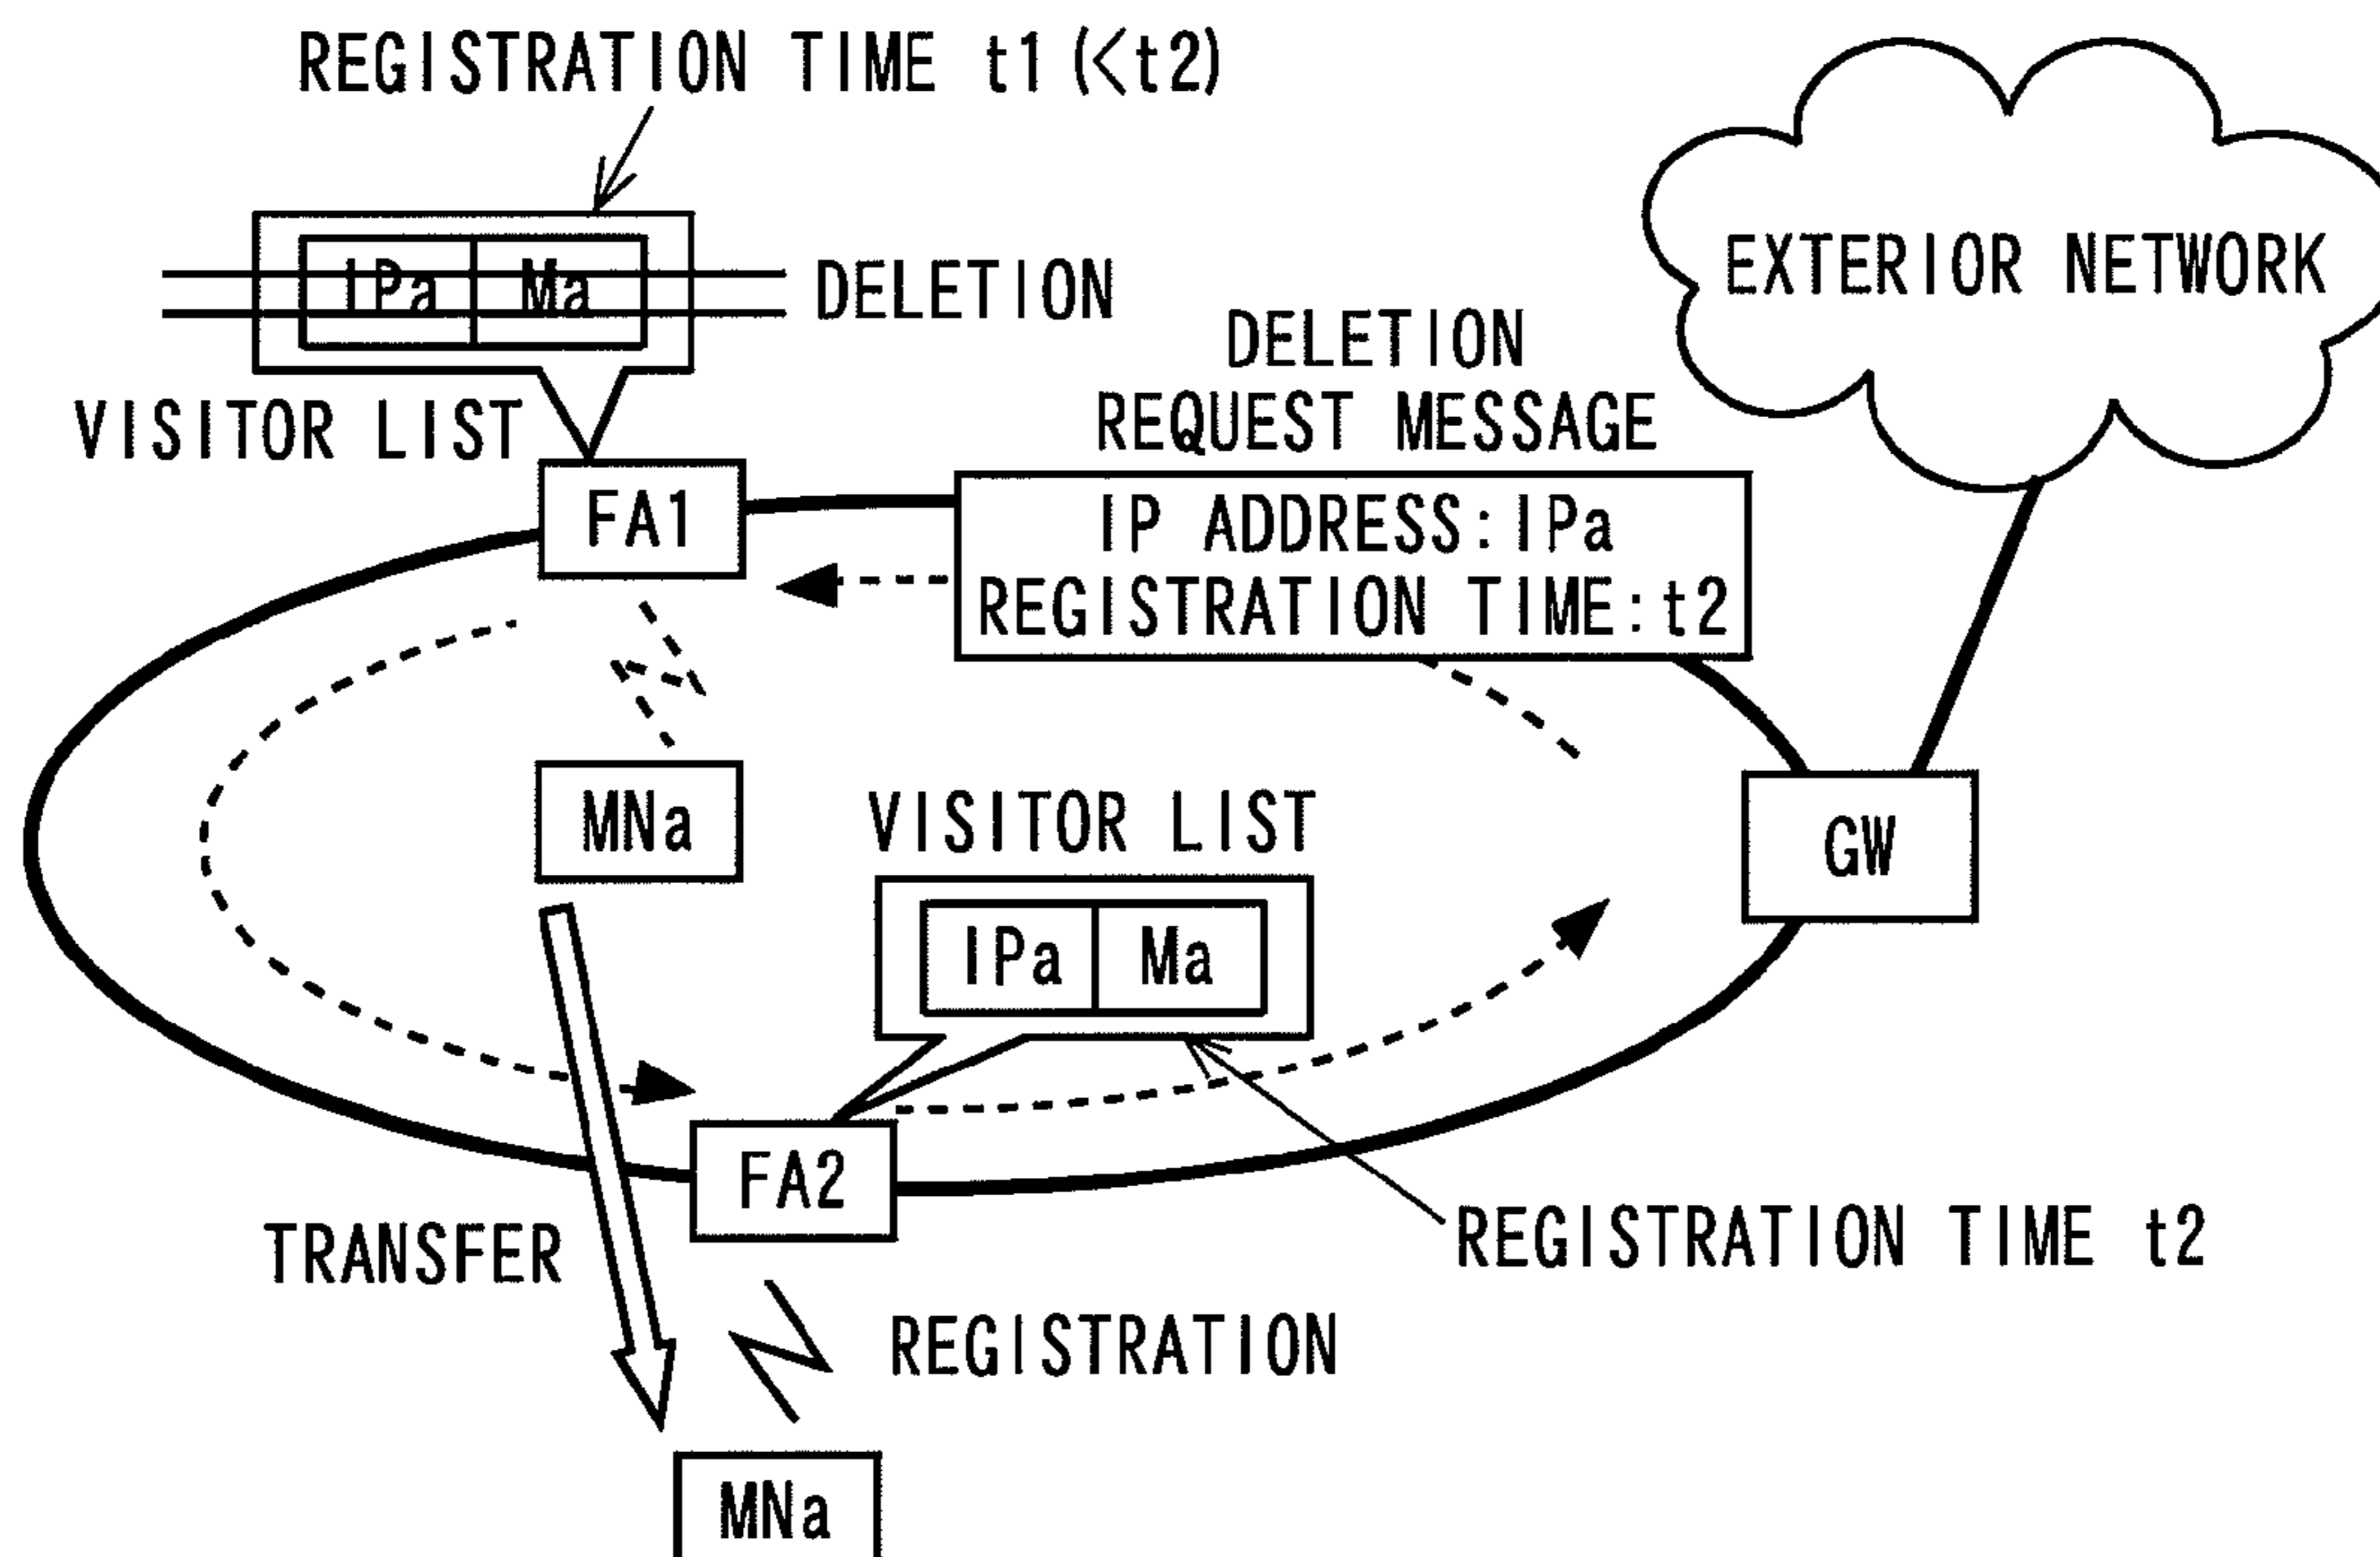 REGISTRATION TIME t1(<t2)
IPa Ma
DELETION
VISITOR LIST
EXTERIOR NETWORK
DELETION
REQUEST MESSAGE
IP ADDRESS:IPa
REGISTRATION TIME:t2
FA1
MNa
VISITOR LIST
IPa Ma
GW
FA2
TRANSFER
REGISTRATION TIME t2
REGISTRATION
MNa